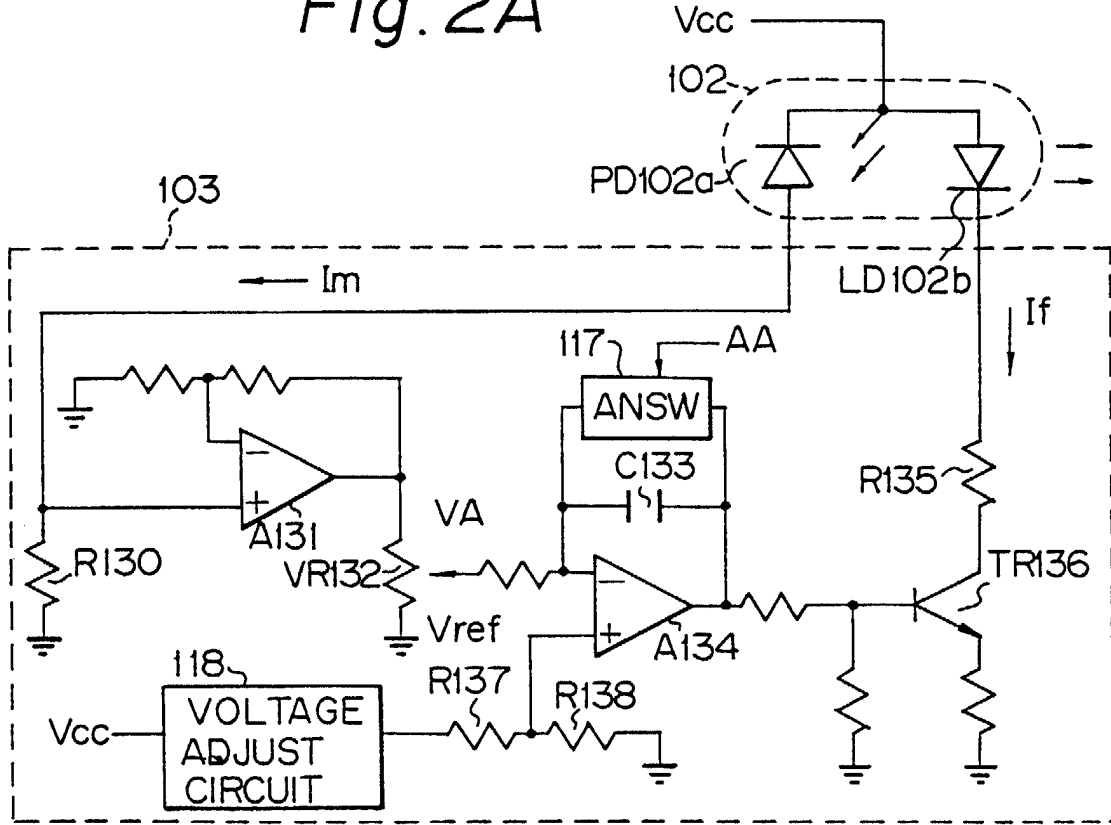 Fig. 2A
Vcc
102
PD102a
103
LD102b
Im
If
117
AA
ANSW
C133
R135
−
+
A131
VA
R130
VR132
TR136
−
+
A134
Vref
118
R137
R138
Vcc
VOLTAGE
ADJUST
CIRCUIT